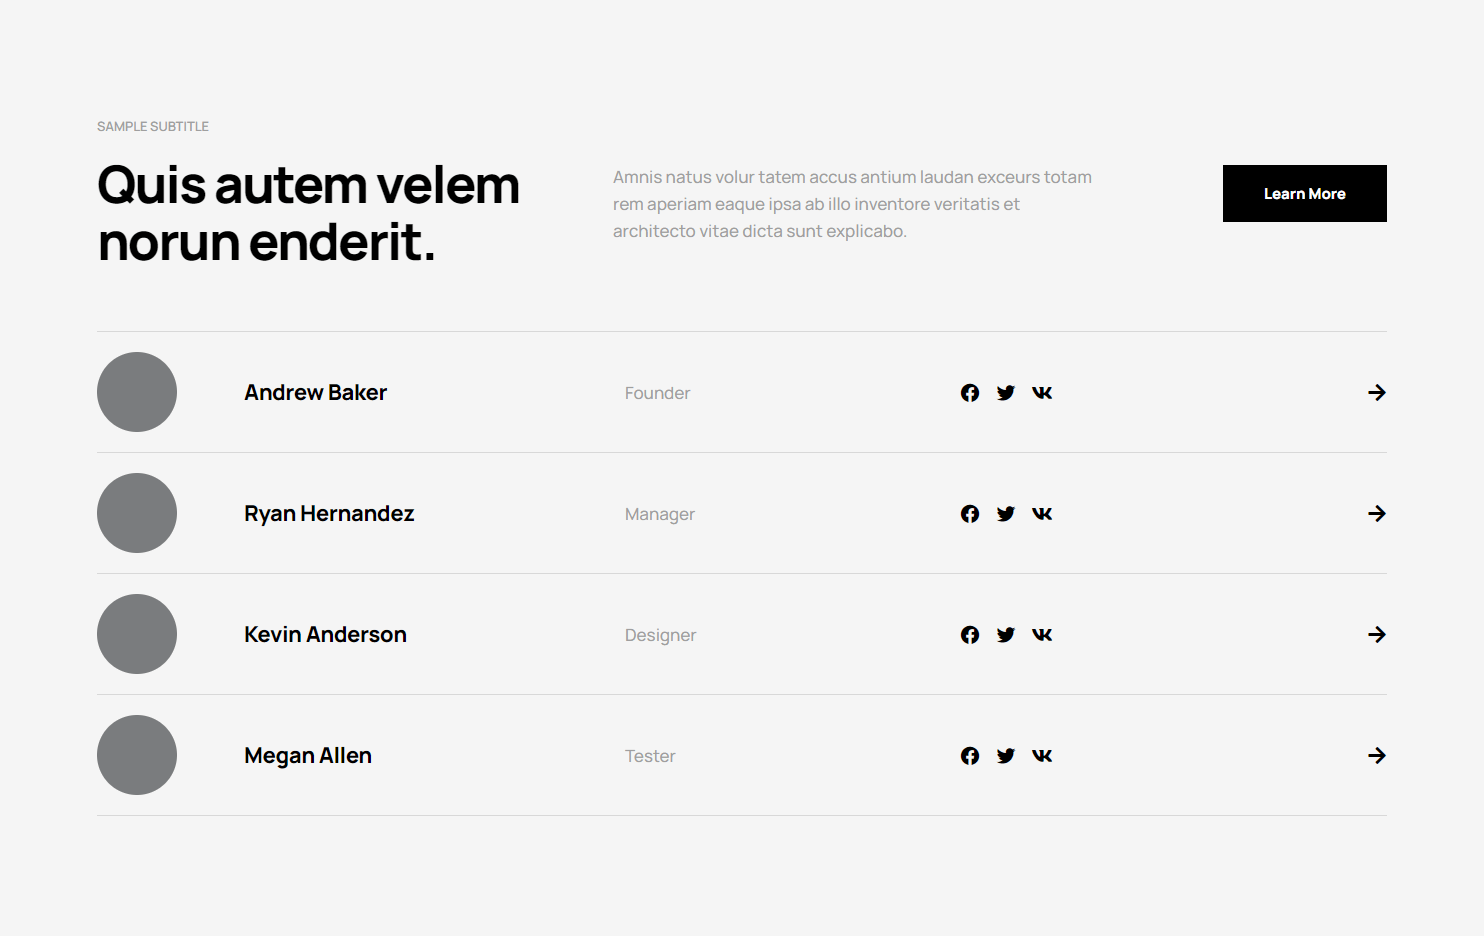 SAMPLE SUBTITLE
Quis autem velem
norun enderit.
Amnis natus volur tatem accus antium laudan exceurs totam
rem aperiam eaque ipsa ab illo inventore veritatis et
architecto vitae dicta sunt explicabo.
Learn More
Andrew Baker
Founder
Ryan Hernandez
Manager
Kevin Anderson
Designer
Megan Allen
Tester